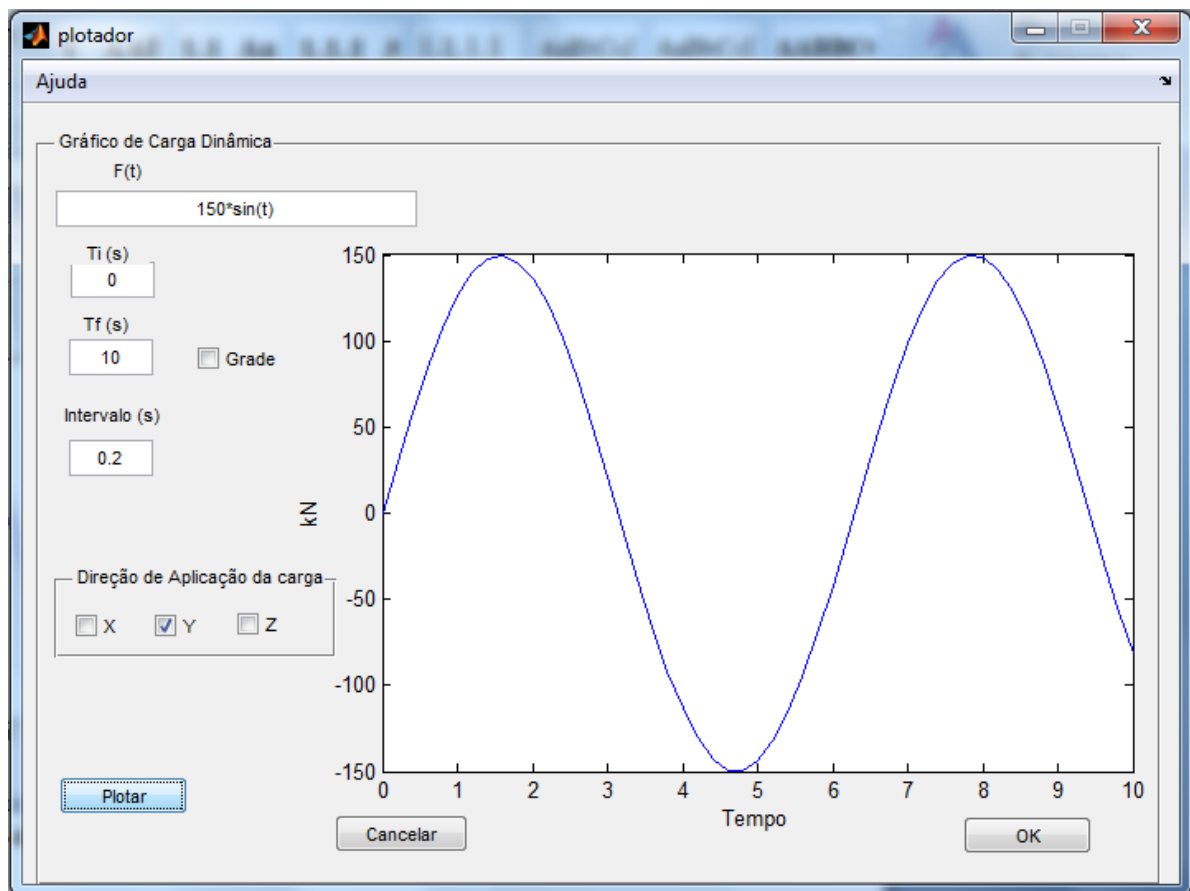 plotador
Ajuda
Gráfico de Carga Dinâmica
F(t)
150*sin(t)
Ti (s)
0
Tf (s)
10
Grade
Intervalo (s)
0.2
Direção de Aplicação da carga
X Y Z
Plotar
150
100
50
0
-50
-100
-150
kN
0 1 2 3 4 5 6 7 8 9 10
Tempo
Cancelar
OK